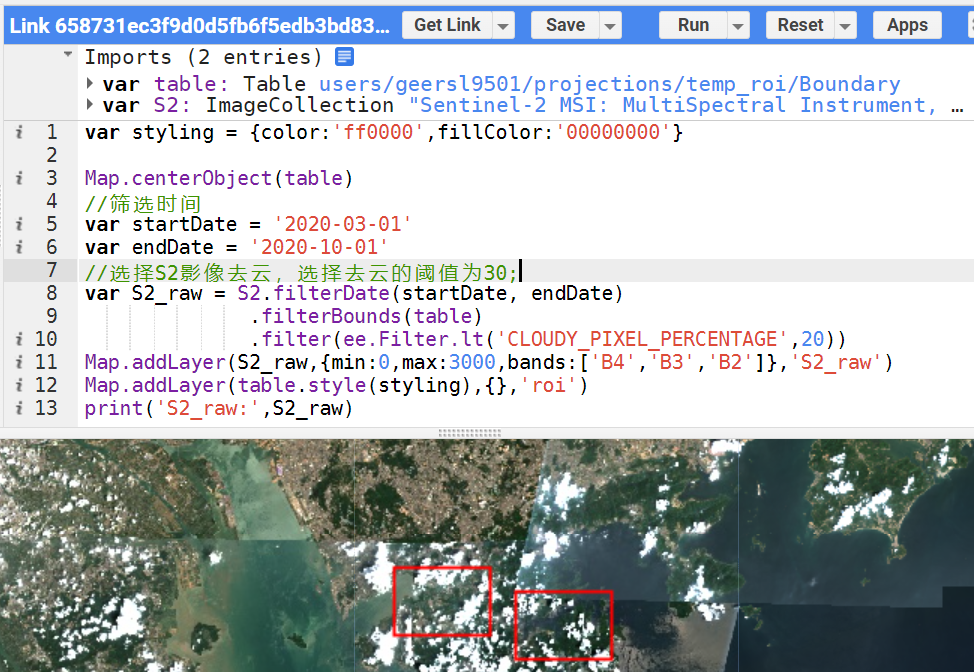 Link 658731ec3f9d0d5fb6f5edb3bd83... Get Link Save Run Reset Apps
Imports (2 entries)
var table: Table users/geersl9501/projections/temp_roi/Boundary
var S2: ImageCollection "Sentinel-2 MSI: MultiSpectral Instrument, …
i 1 var styling = {color:'ff0000',fillColor:'00000000'}
2
i 3 Map.centerObject(table)
4 //筛选时间
i 5 var startDate = '2020-03-01'
i 6 var endDate = '2020-10-01'
7 //选择S2影像去云，选择去云的阈值为30;
8 var S2_raw = S2.filterDate(startDate, endDate)
9 .filterBounds(table)
i 10 .filter(ee.Filter.lt('CLOUDY_PIXEL_PERCENTAGE',20))
i 11 Map.addLayer(S2_raw,{min:0,max:3000,bands:['B4','B3','B2']},'S2_raw')
i 12 Map.addLayer(table.style(styling),{},'roi')
i 13 print('S2_raw:',S2_raw)